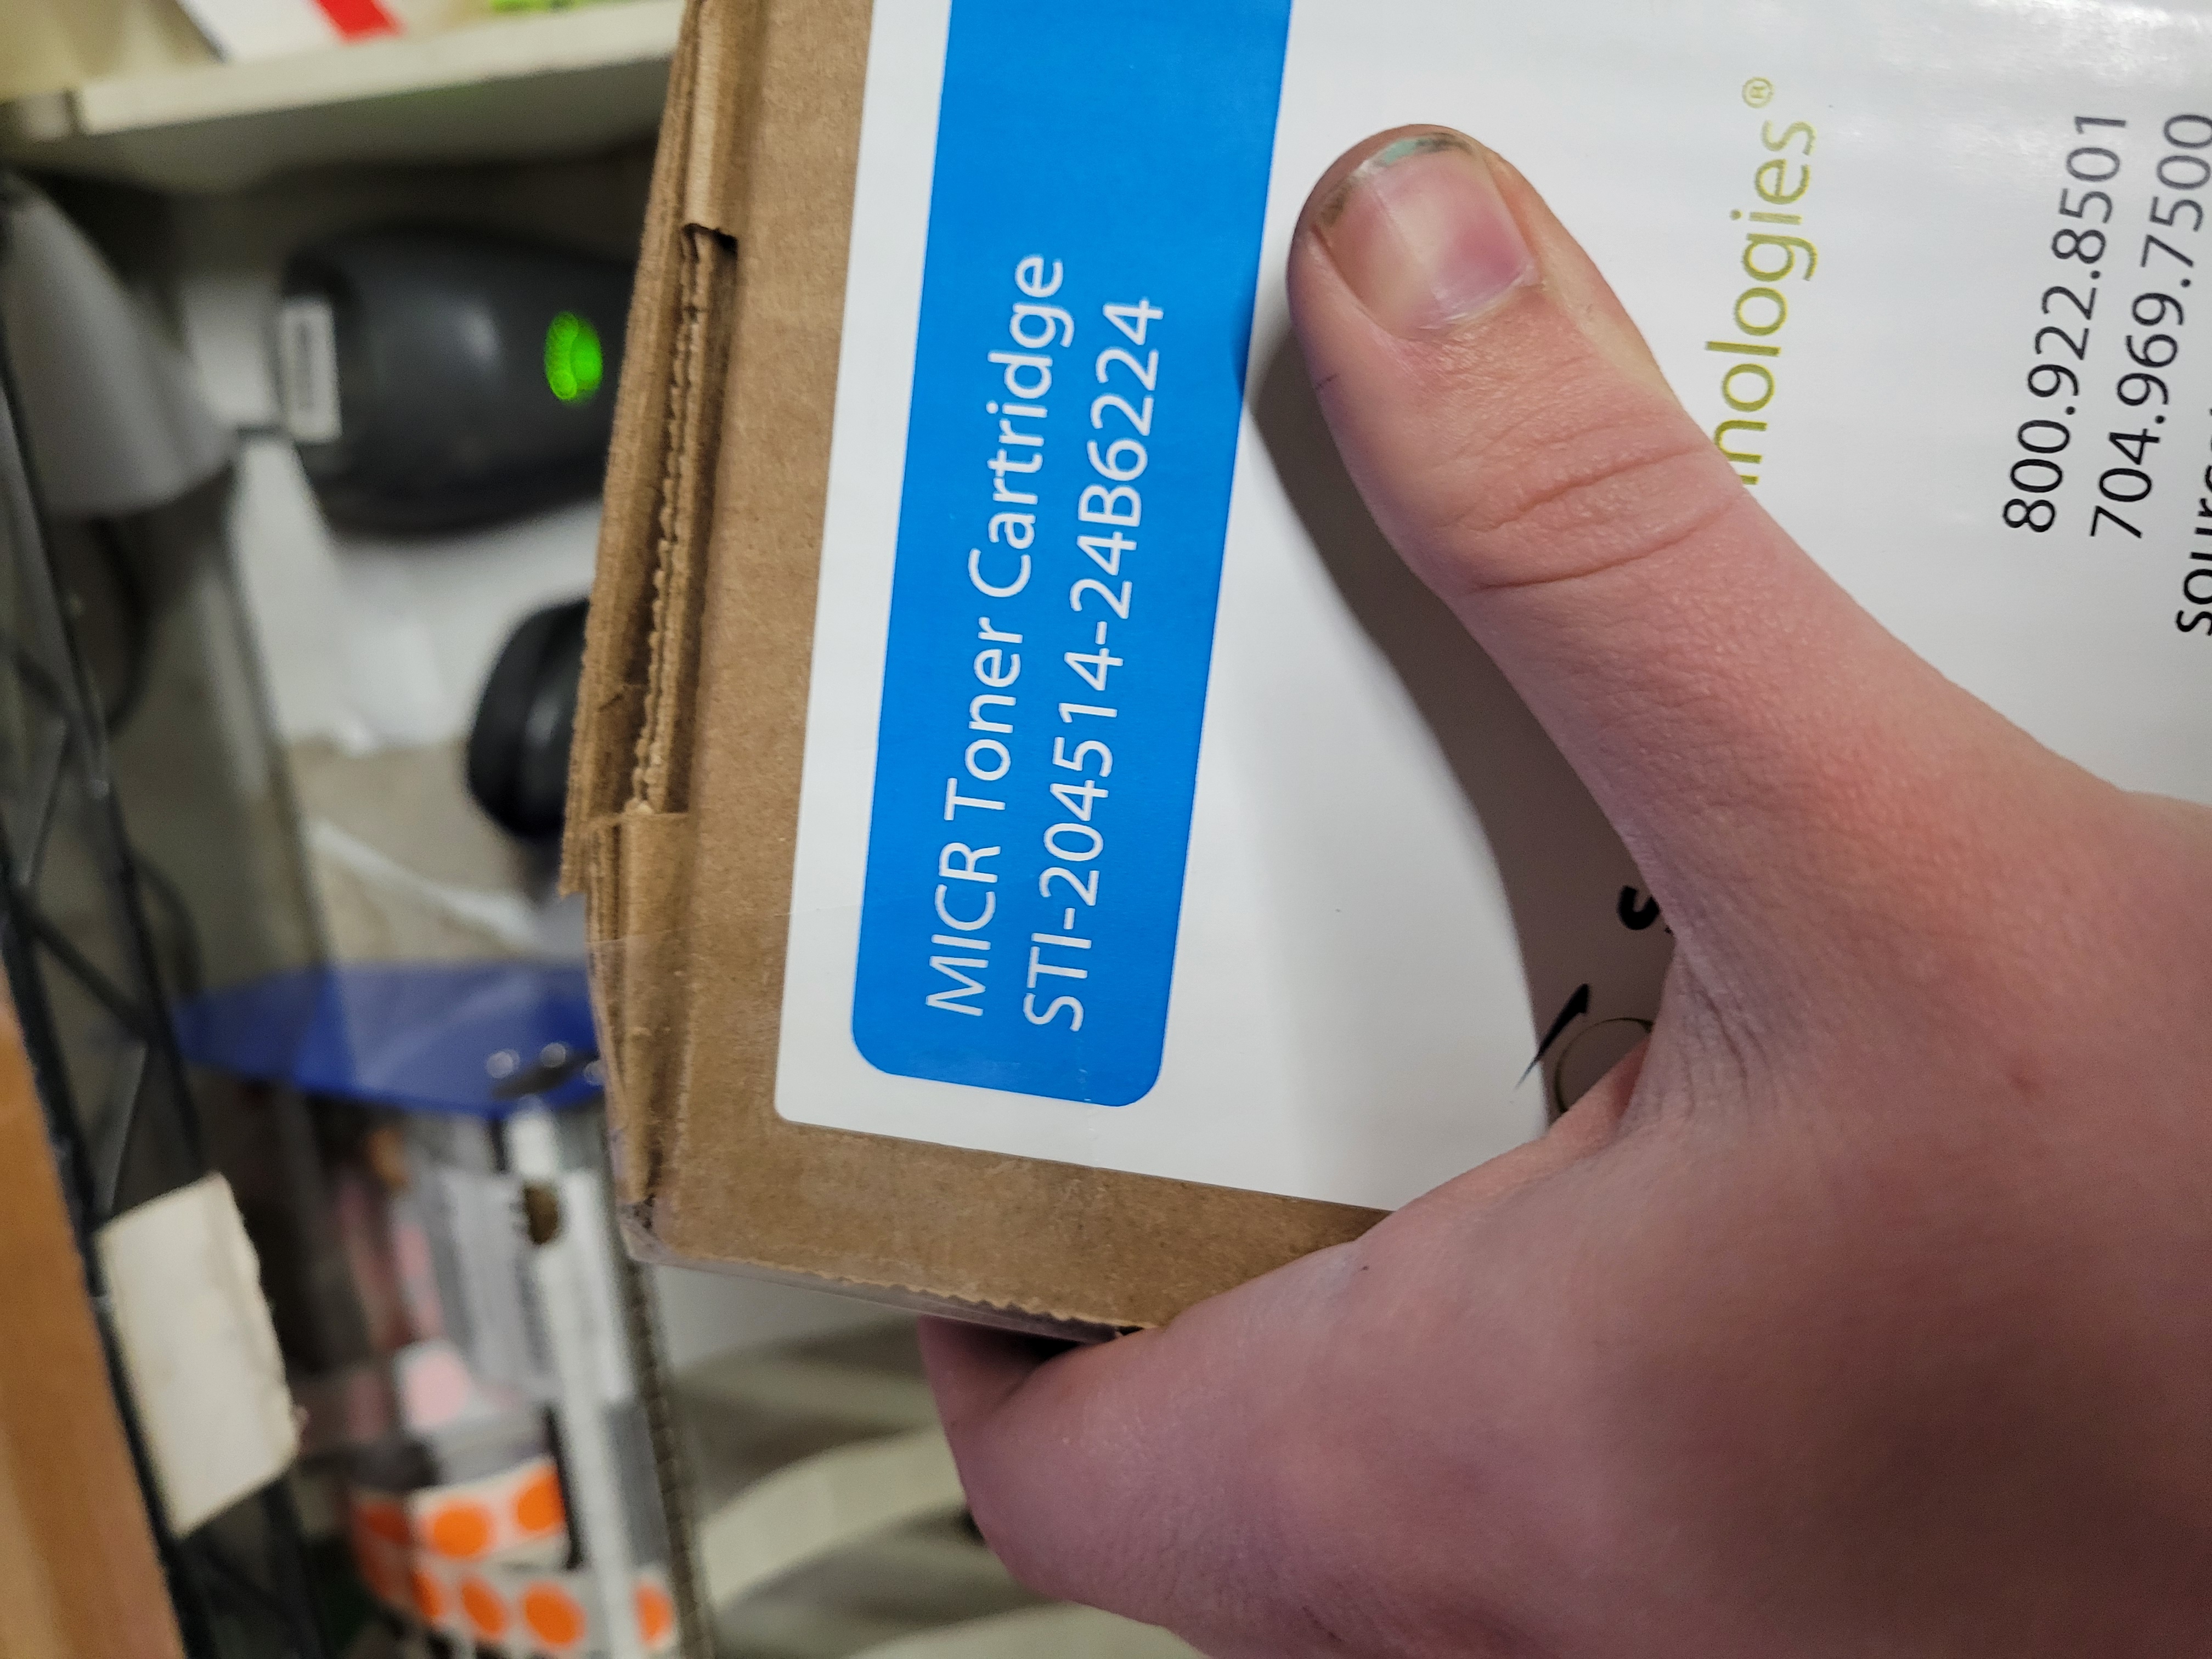 MICR Toner Cartridge
STI-204514-24B6224
nologies®
800.922.8501
704.969.7500